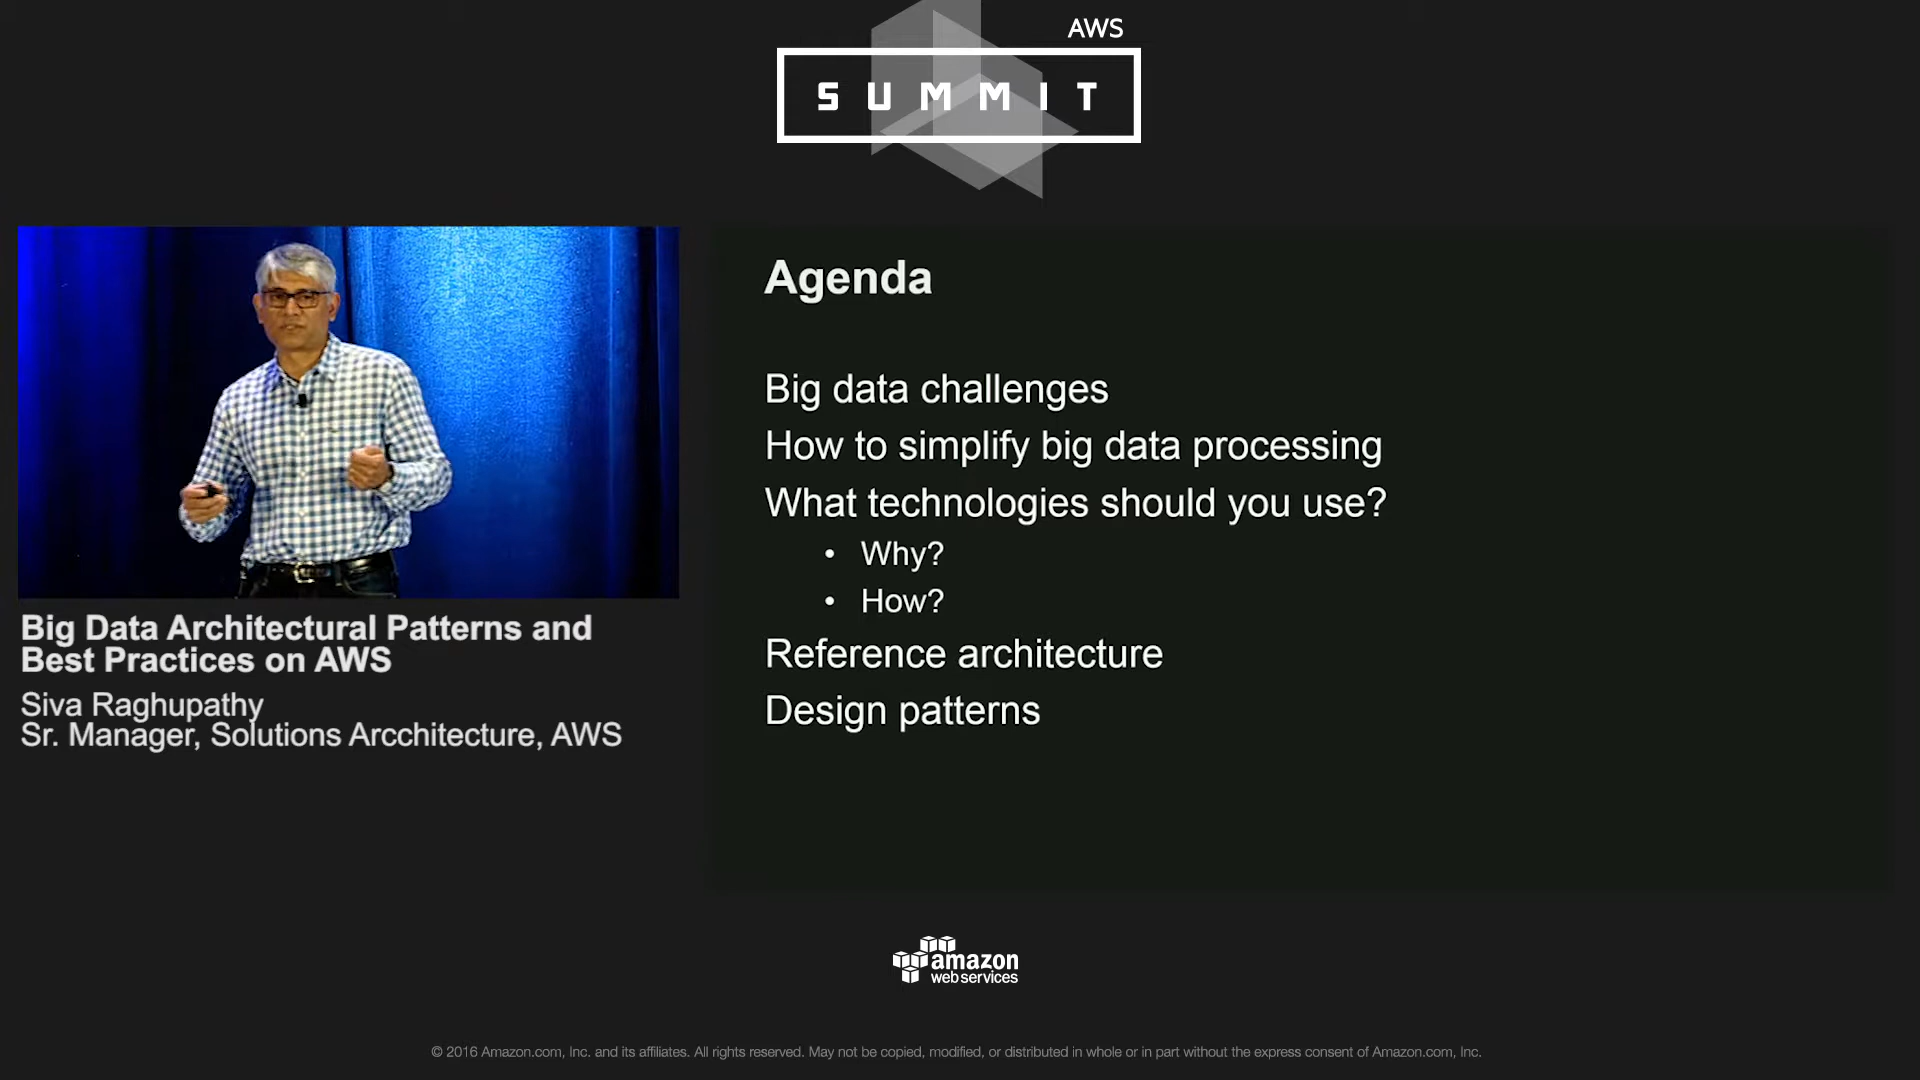 AWS
SUMMIT
Big Data Architectural Patterns and
Best Practices on AWS
Siva Raghupathy
Sr. Manager, Solutions Arcchitecture, AWS
Agenda
Big data challenges
How to simplify big data processing
What technologies should you use?
• Why?
• How?
Reference architecture
Design patterns
amazon
web services
© 2016 Amazon.com, Inc. and its affiliates. All rights reserved. May not be copied, modified, or distributed in whole or in part without the express consent of Amazon.com, Inc.